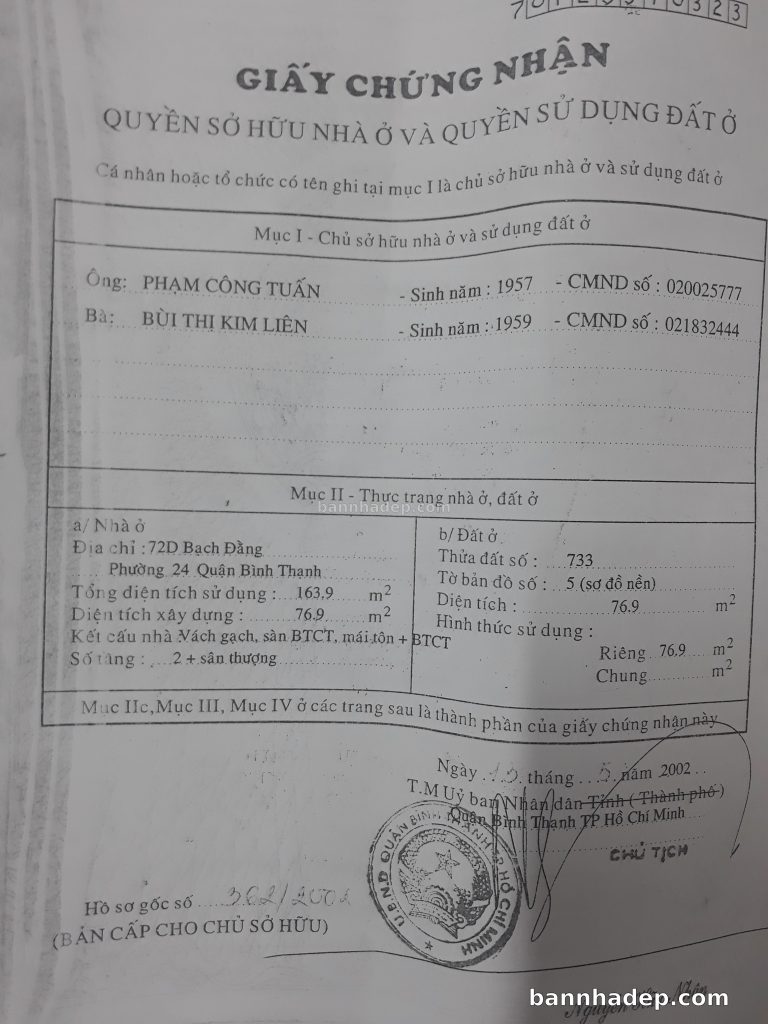 GIẤY CHỨNG NHẬN
QUYỀN SỞ HỮU NHÀ Ở VÀ QUYỀN SỬ DỤNG ĐẤT Ở
Cá nhân hoặc tổ chức có tên ghi tại mục I là chủ sở hữu nhà ở và sử dụng đất ở
Mục I - Chủ sở hữu nhà ở và sử dụng đất ở
Ông: PHẠM CÔNG TUẤN - Sinh năm : 1957 - CMND số : 020025777
Bà: BÙI THỊ KIM LIÊN - Sinh năm : 1959 - CMND số : 021832444
Mục II - Thực trạng nhà ở, đất ở
bannhadep.com
a/ Nhà ở
Địa chỉ : 72D Bạch Đằng
Phường 24 Quận Bình Thạnh
Tổng diện tích sử dụng : 163,9 m2
Diện tích xây dựng : 76.9 m2
Kết cấu nhà : Vách gạch, sàn BTCT, mái tôn + BTCT
Số tầng : 2 + sân thượng
b/ Đất ở
Thửa đất số : 733
Tờ bản đồ số : 5 (sơ đồ nền)
Diện tích : 76.9 m2
Hình thức sử dụng :
Riêng 76.9 m2
Chung m2
Mục IIc, Mục III, Mục IV ở các trang sau là thành phần của giấy chứng nhận này
Ngày tháng 5 năm 2002
T.M Uỷ ban Nhân dân Tỉnh ( Thành phố )
Quận Bình Thạnh TP Hồ Chí Minh
CHỦ TỊCH
U.B.N.D QUẬN BÌNH THẠNH TP HỒ CHÍ MINH
Hồ sơ gốc số 302/2002
(BẢN CẤP CHO CHỦ SỞ HỮU)
bannhadep.com